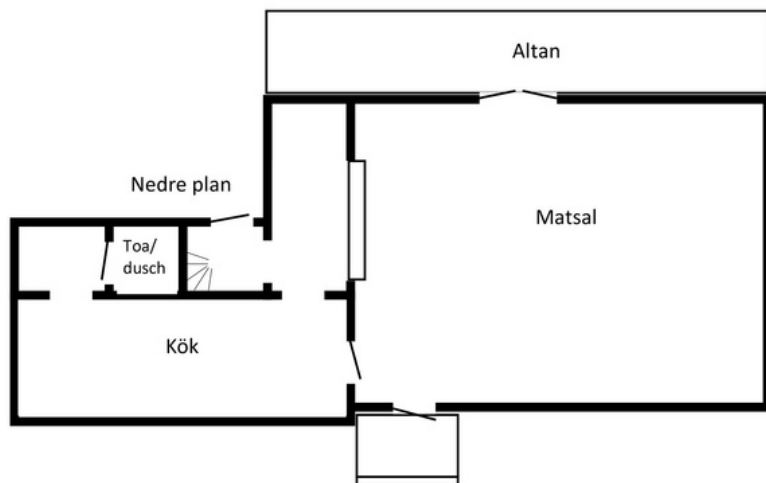 Altan
Nedre plan
Matsal
Toa/
dusch
Kök